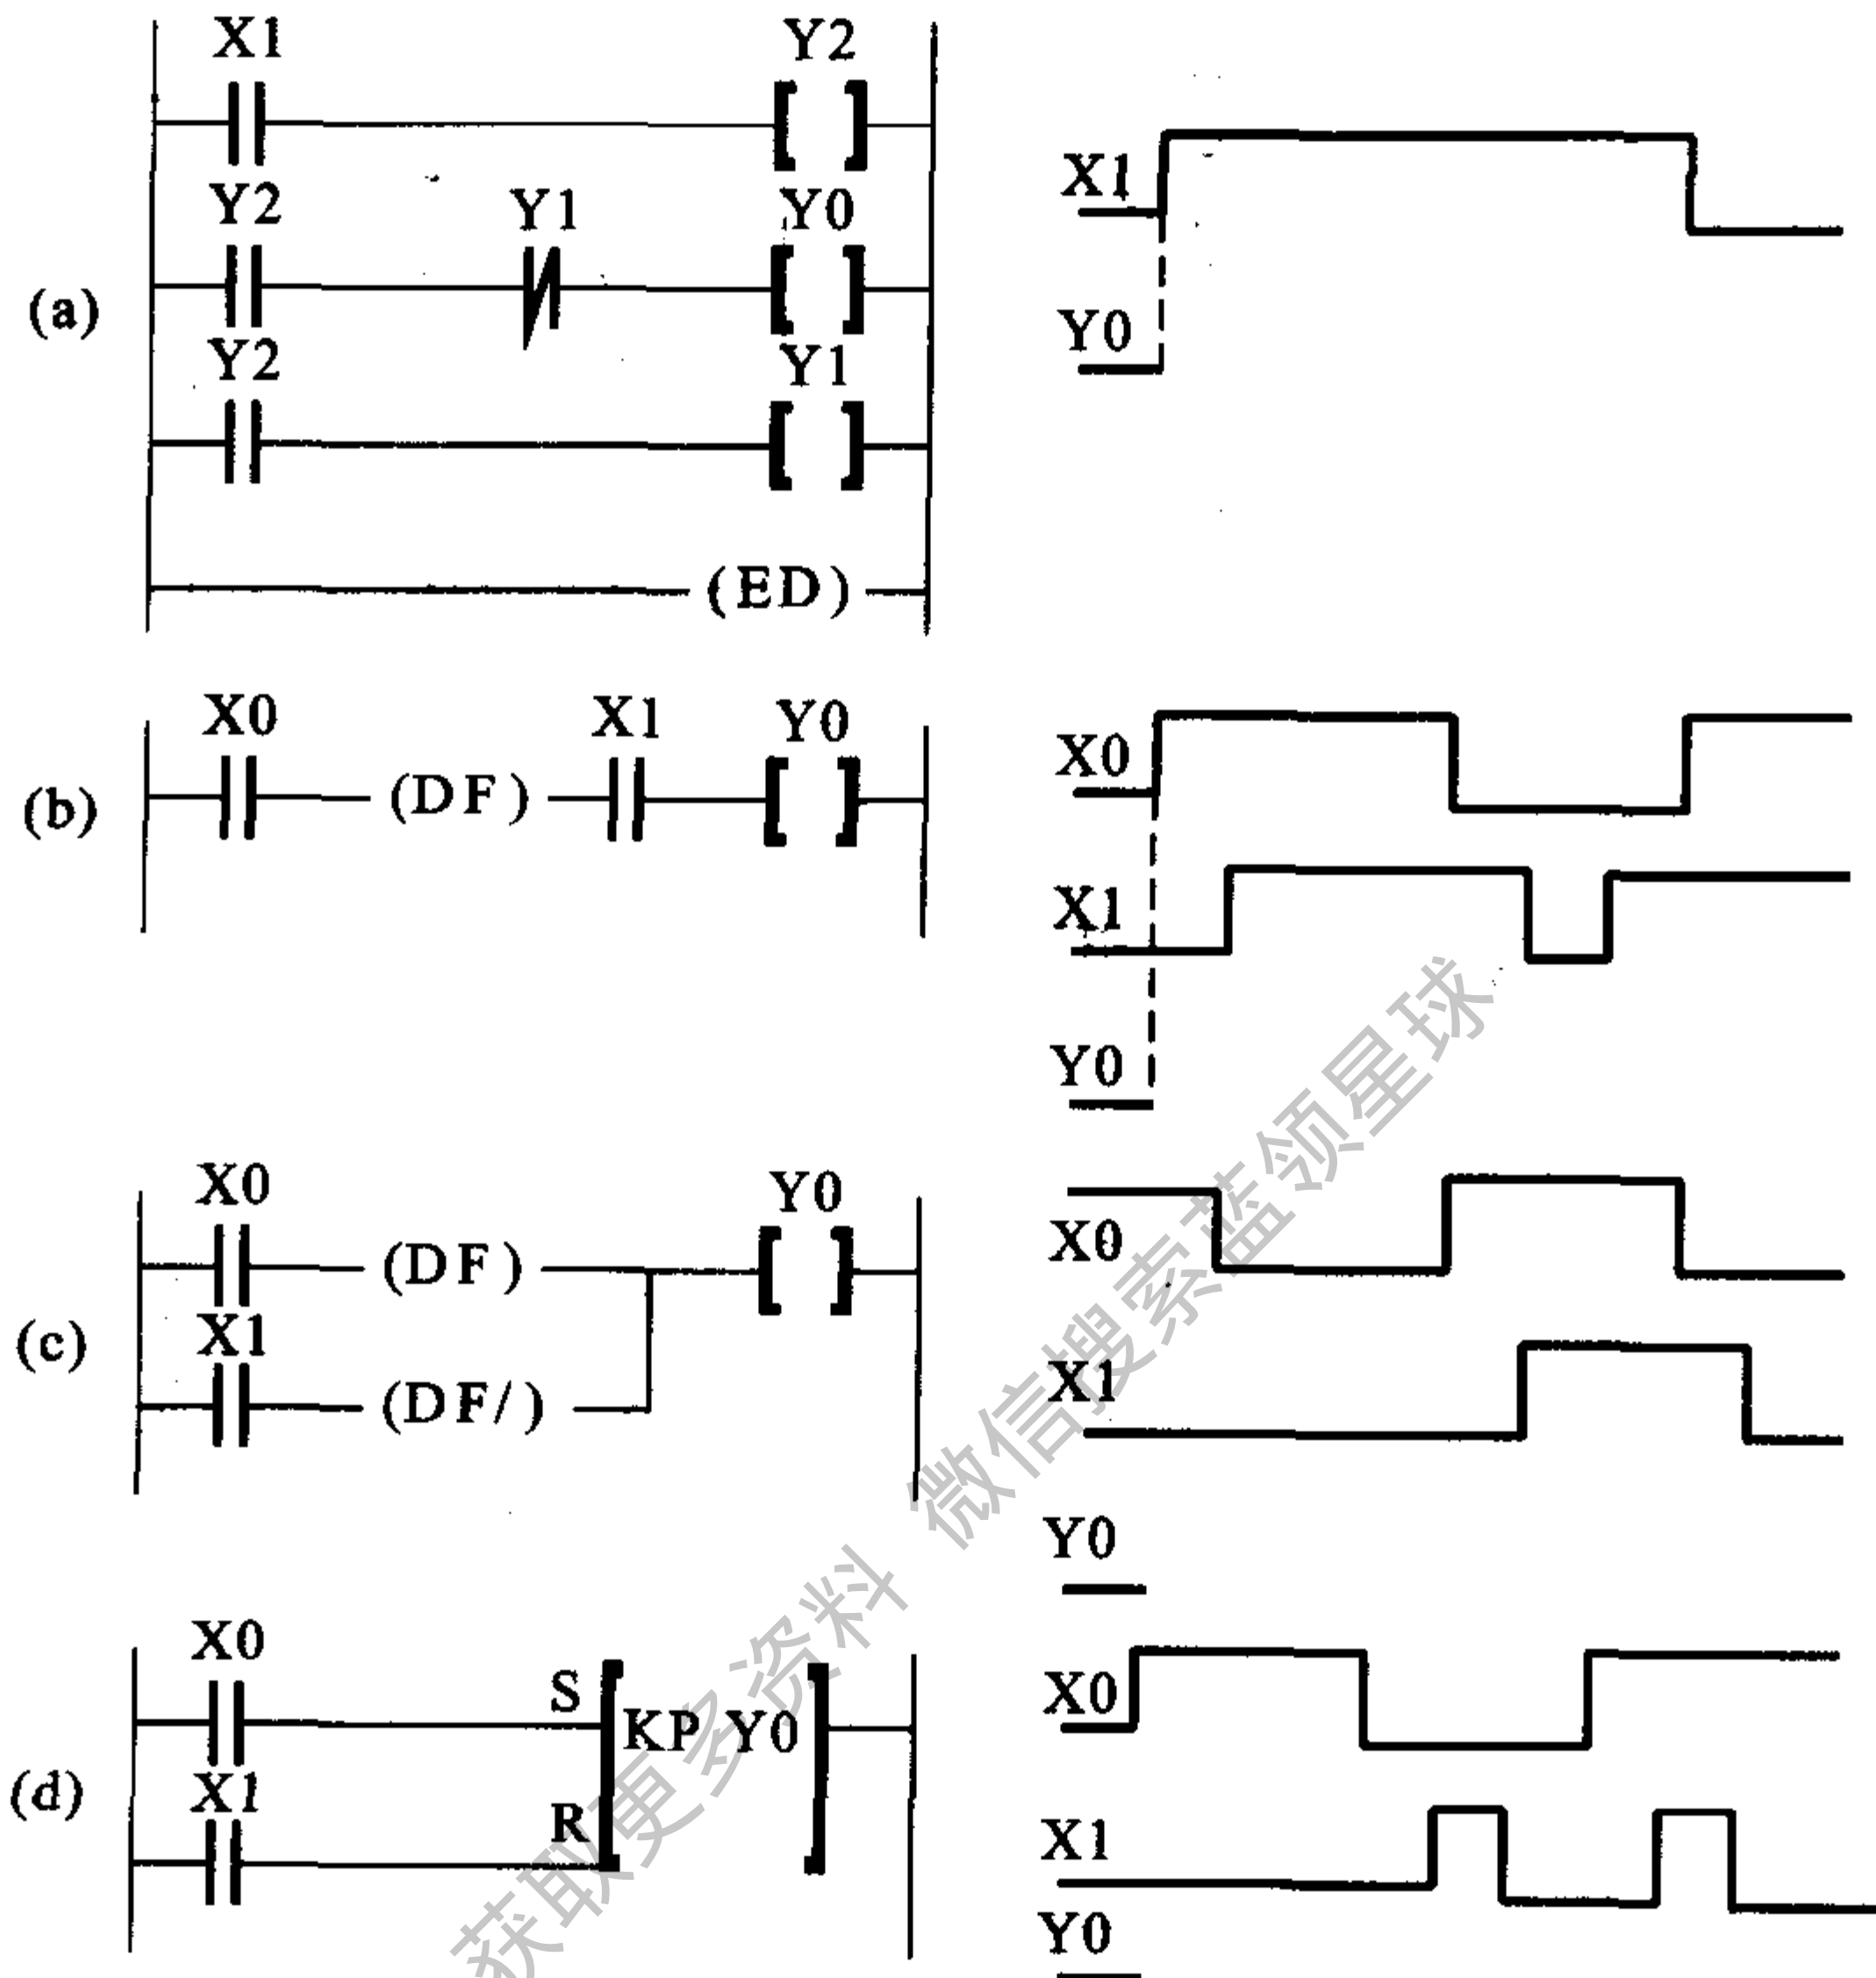 X1 Y2
X1
Y2 Y1 Y0
(a)
Y0
Y2 Y1
(ED)
X0 X1 Y0
X0
(b) (DF)
X1
Y0
X0 Y0
(DF) X0
(c) X1
X1
(DF/)
Y0
X0
S X0
KP Y0
(d) X1
R X1
Y0
获取更多资料 微信搜索蓝领星球